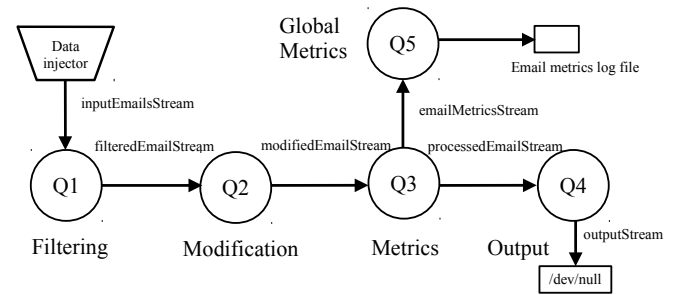 Data
injector
Global
Metrics
Q5
Email metrics log file
inputEmailsStream
emailMetricsStream
filteredEmailStream
modifiedEmailStream
processedEmailStream
Q1
Q2
Q3
Q4
Filtering
Modification
Metrics
Output
outputStream
/dev/null